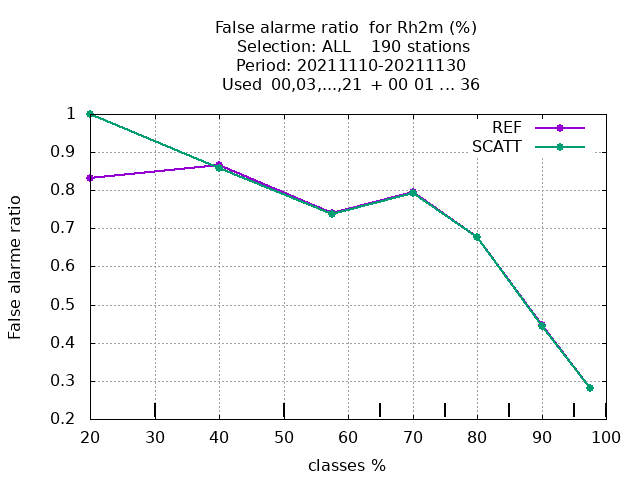 False alarme ratio  for Rh2m (%)
Selection: ALL    190 stations
Period: 20211110-20211130
Used  00,03,...,21  + 00 01 ... 36
REF
SCATT
1
0.9
0.8
0.7
0.6
0.5
0.4
0.3
0.2
False alarme ratio
20 30 40 50 60 70 80 90 100
classes %